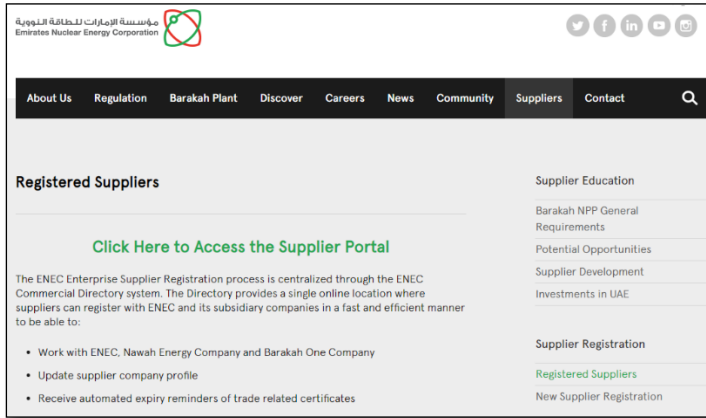 مؤسسة الإمارات للطاقة النووية
Emirates Nuclear Energy Corporation
About Us Regulation Barakah Plant Discover Careers News Community Suppliers Contact
Registered Suppliers
Click Here to Access the Supplier Portal
The ENEC Enterprise Supplier Registration process is centralized through the ENEC
Commercial Directory system. The Directory provides a single online location where
suppliers can register with ENEC and its subsidiary companies in a fast and efficient manner
to be able to:
• Work with ENEC, Nawah Energy Company and Barakah One Company
• Update supplier company profile
• Receive automated expiry reminders of trade related certificates
Supplier Education
Barakah NPP General
Requirements
Potential Opportunities
Supplier Development
Investments in UAE
Supplier Registration
Registered Suppliers
New Supplier Registration